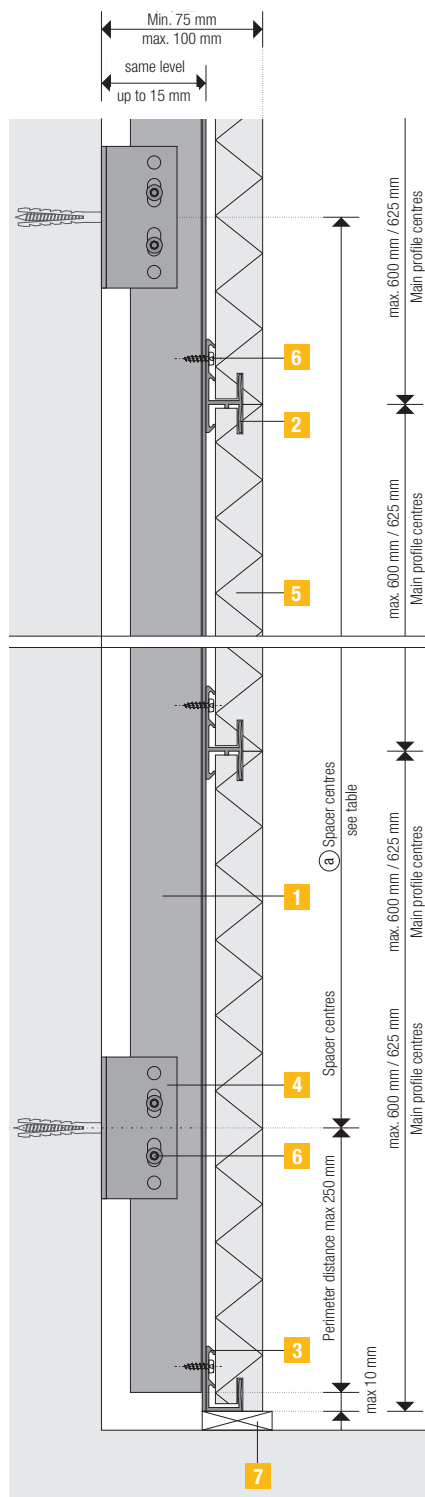 Min. 75 mm
max. 100 mm
same level
up to 15 mm
max. 600 mm / 625 mm
Main profile centres
6
2
max. 600 mm / 625 mm
Main profile centres
5
ⓐ Spacer centres
see table
max. 600 mm / 625 mm
Main profile centres
1
Spacer centres
max. 600 mm / 625 mm
Main profile centres
4
6
Perimeter distance max 250 mm
3
max 10 mm
7